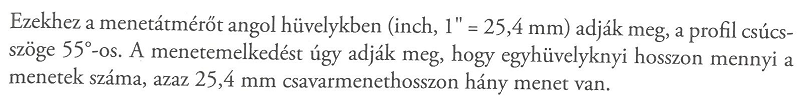 Ezekhez a menetátmérőt angol hüvelykben (inch, 1" = 25,4 mm) adják meg, a profil csúcs-
szöge 55°-os. A menetemelkedést úgy adják meg, hogy egyhüvelyknyi hosszon mennyi a
menetek száma, azaz 25,4 mm csavarmenethosszon hány menet van.